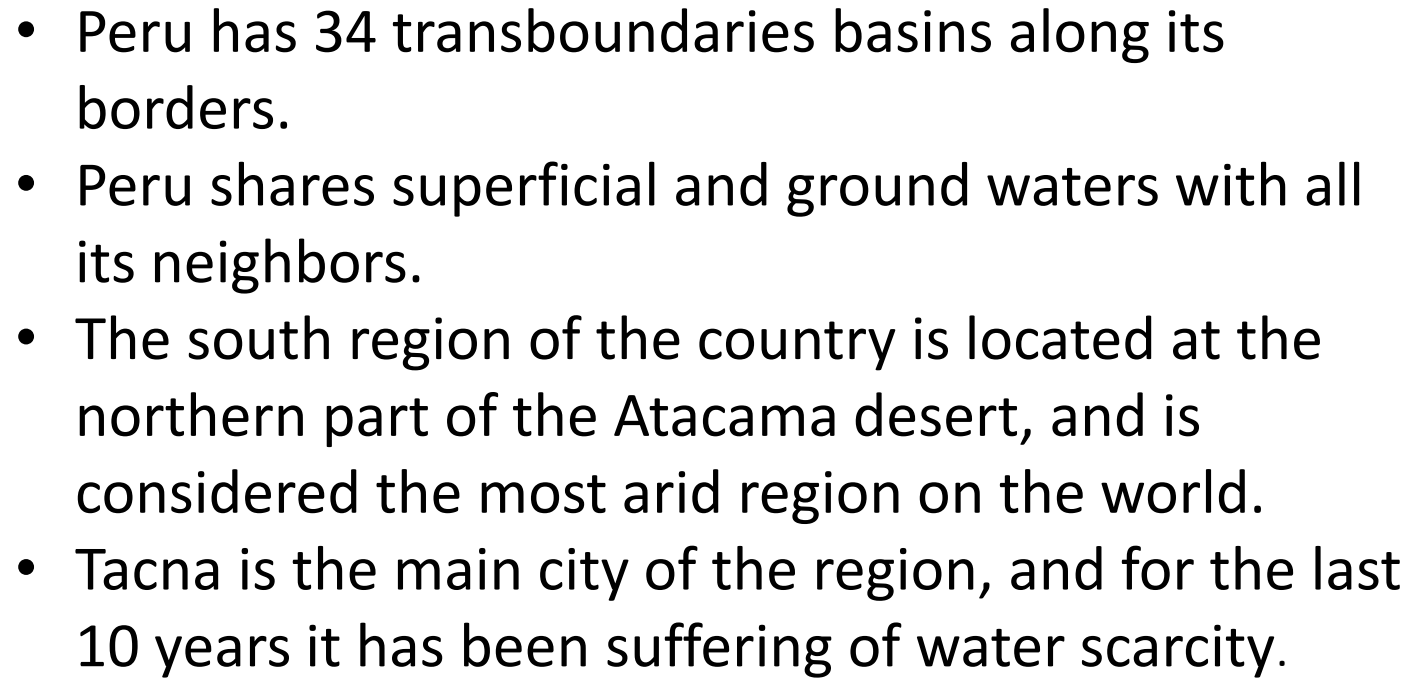 • Peru has 34 transboundaries basins along its
borders.
• Peru shares superficial and ground waters with all
its neighbors.
• The south region of the country is located at the
northern part of the Atacama desert, and is
considered the most arid region on the world.
• Tacna is the main city of the region, and for the last
10 years it has been suffering of water scarcity.